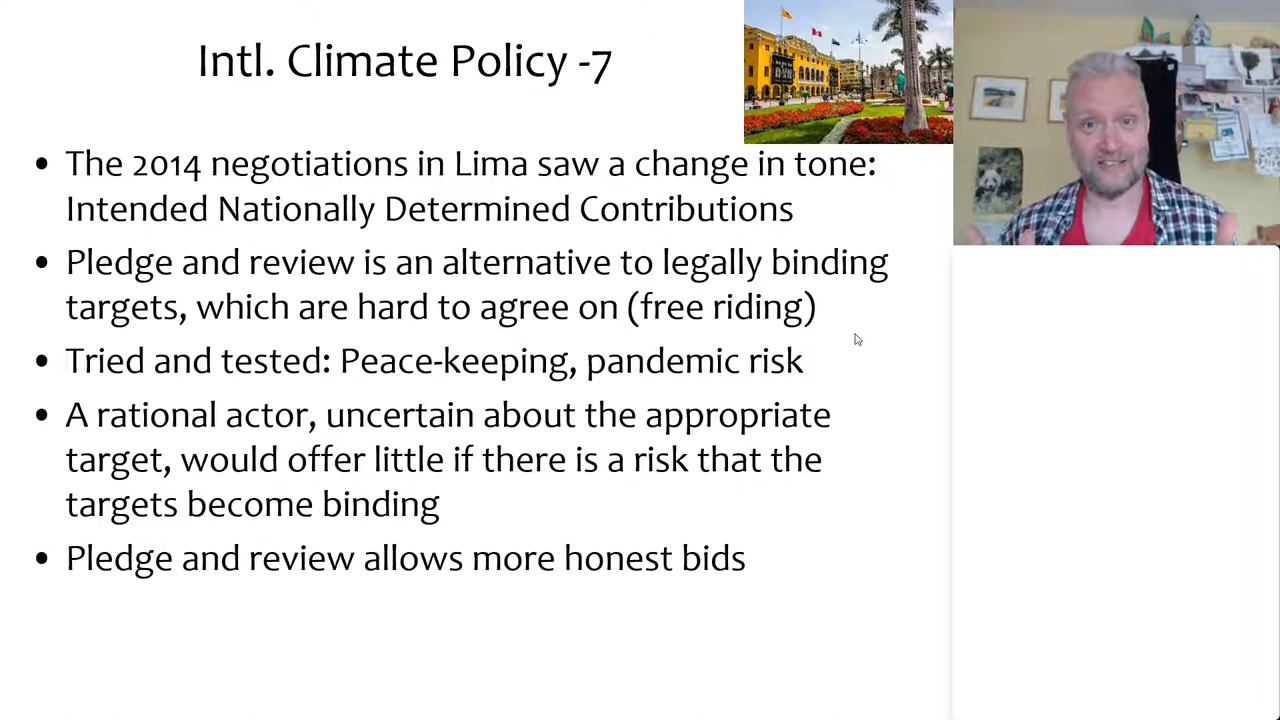 Intl. Climate Policy -7
• The 2014 negotiations in Lima saw a change in tone:
Intended Nationally Determined Contributions
• Pledge and review is an alternative to legally binding
targets, which are hard to agree on (free riding)
• Tried and tested: Peace-keeping, pandemic risk
• A rational actor, uncertain about the appropriate
target, would offer little if there is a risk that the
targets become binding
• Pledge and review allows more honest bids